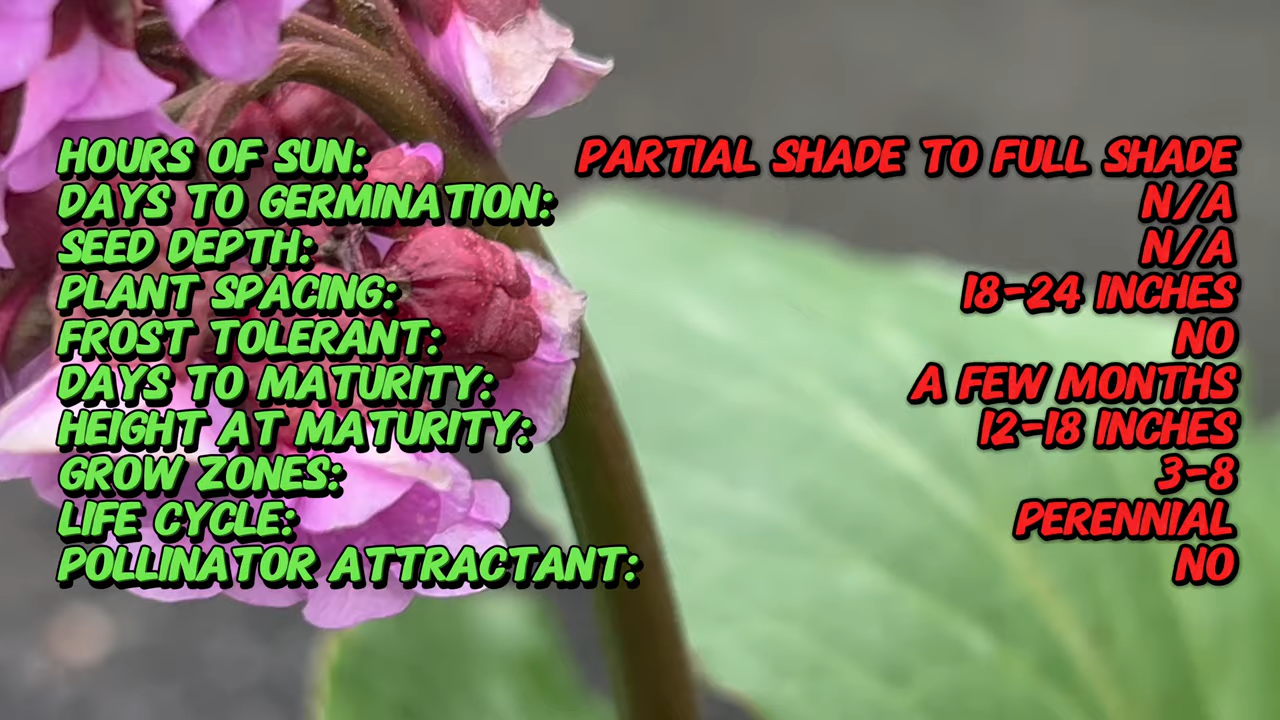 HOURS OF SUN: PARTIAL SHADE TO FULL SHADE
DAYS TO GERMINATION: N/A
SEED DEPTH: N/A
PLANT SPACING: 18-24 INCHES
FROST TOLERANT: NO
DAYS TO MATURITY: A FEW MONTHS
HEIGHT AT MATURITY: 12-18 INCHES
GROW ZONES: 3-8
LIFE CYCLE: PERENNIAL
POLLINATOR ATTRACTANT: NO